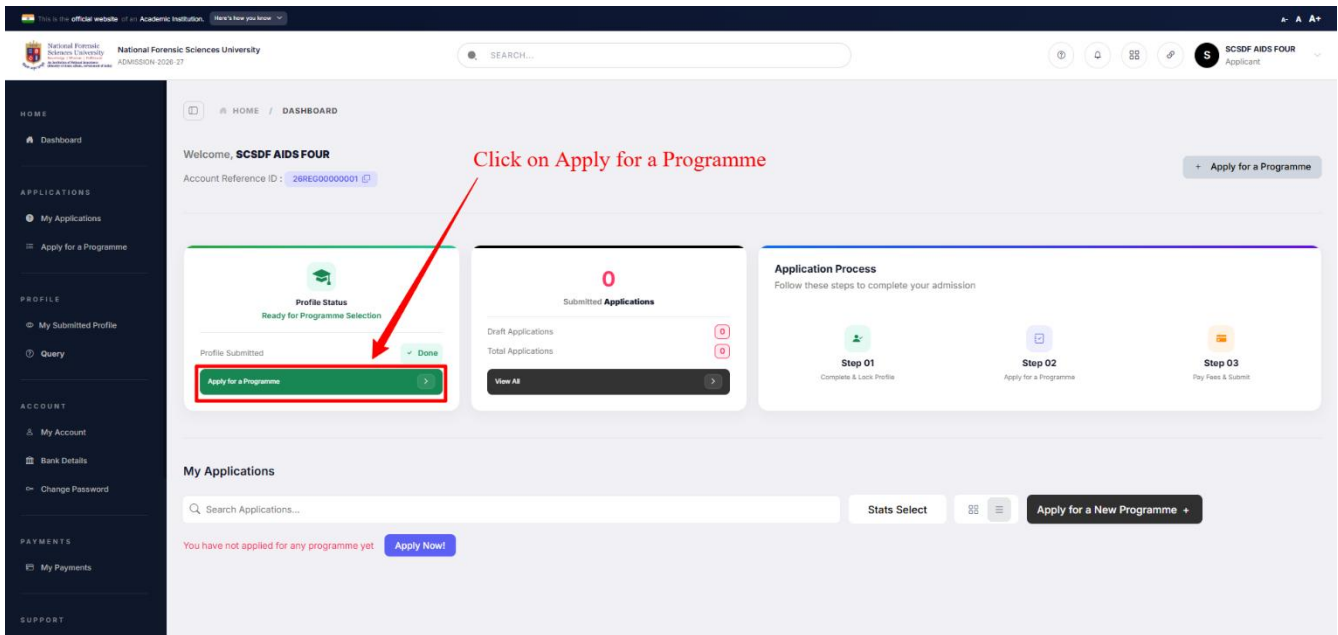 This is the official website of an Academic Institution. Here's how you know
A- A A+
National Forensic
Sciences University
National Forensic Sciences University
ADMISSION-2026-27
SEARCH...
SCSDF AIDS FOUR
Applicant
HOME
Dashboard
APPLICATIONS
My Applications
Apply for a Programme
PROFILE
My Submitted Profile
Query
ACCOUNT
My Account
Bank Details
Change Password
PAYMENTS
My Payments
SUPPORT
HOME / DASHBOARD
Welcome, SCSDF AIDS FOUR
Account Reference ID : 26REG00000001
Click on Apply for a Programme
+ Apply for a Programme
Profile Status
Ready for Programme Selection
Profile Submitted
Done
Apply for a Programme
0
Submitted Applications
Draft Applications 0
Total Applications 0
View All
Application Process
Follow these steps to complete your admission
Step 01
Complete & Lock Profile
Step 02
Apply for a Programme
Step 03
Pay Fees & Submit
My Applications
Search Applications...
Stats Select
Apply for a New Programme +
You have not applied for any programme yet
Apply Now!